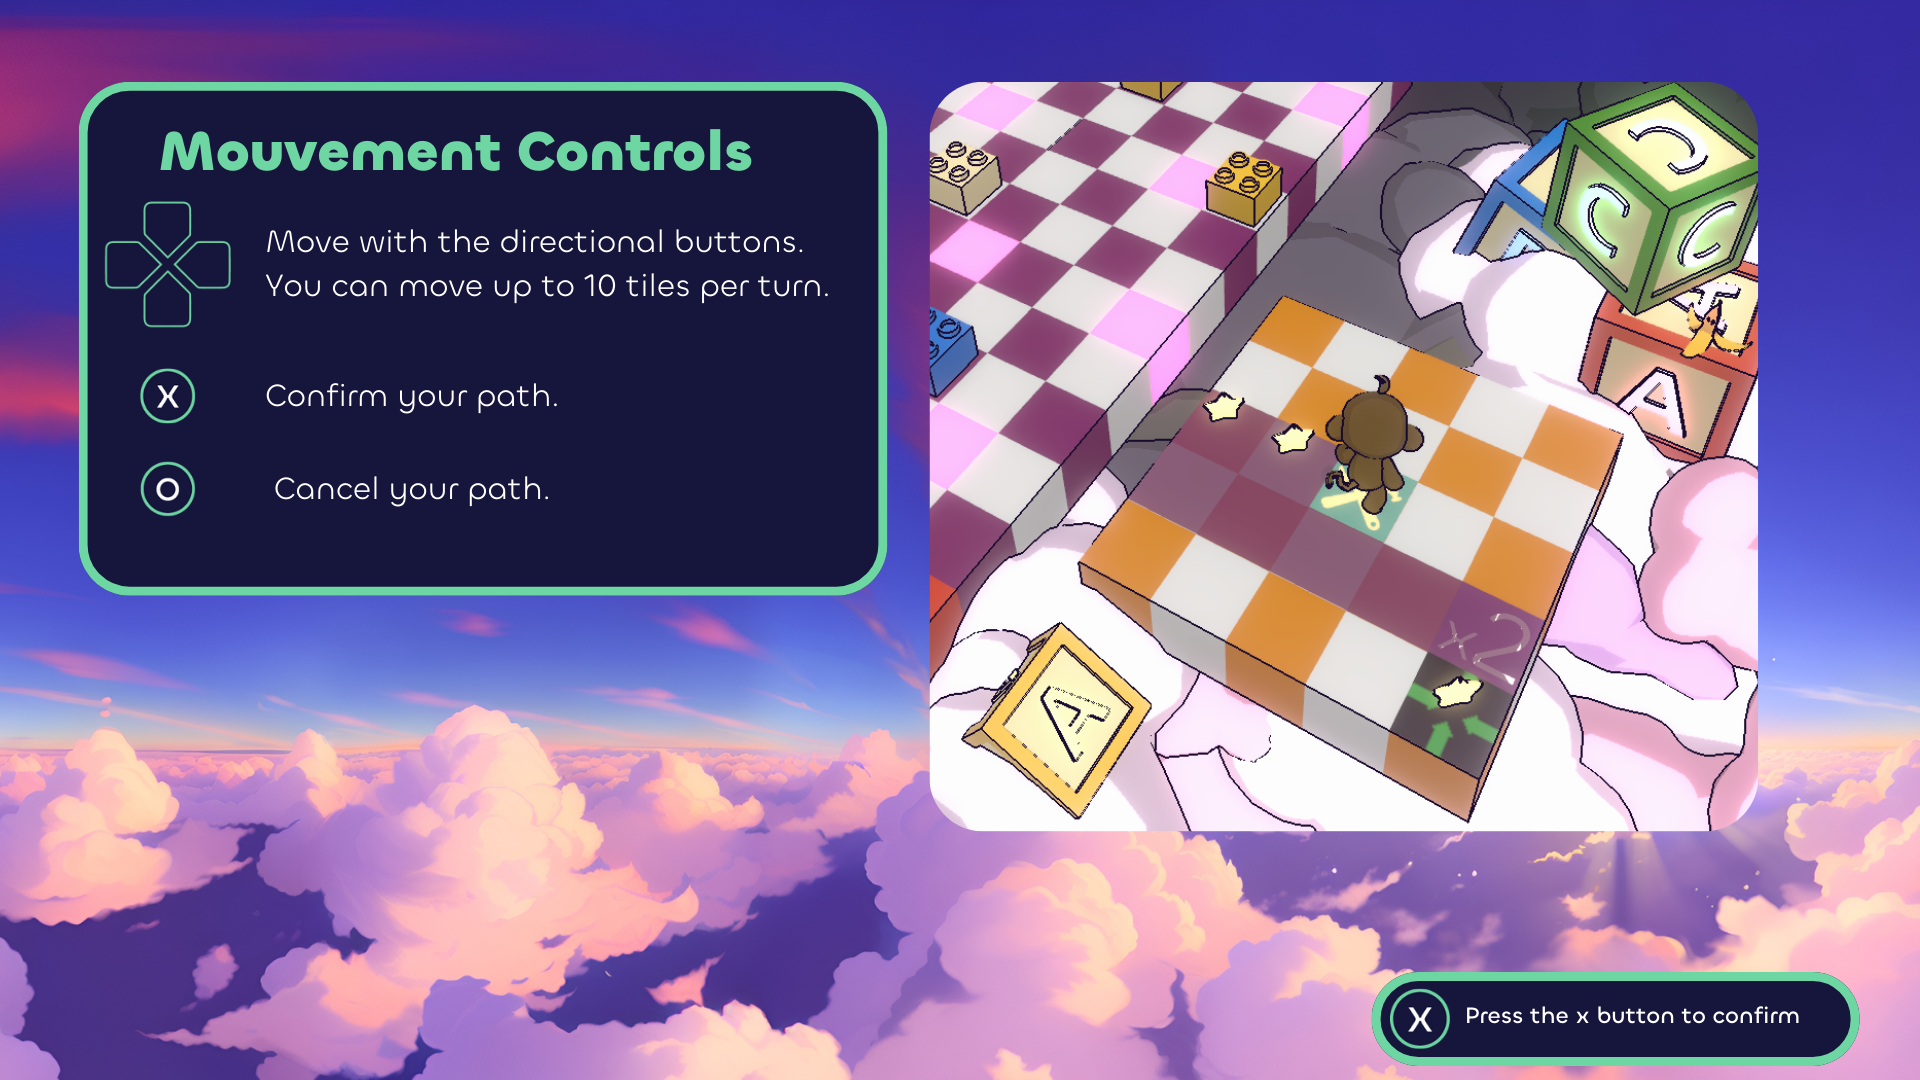 Mouvement Controls
Move with the directional buttons.
You can move up to 10 tiles per turn.
X
Confirm your path.
O
Cancel your path.
C
C
C
A
x2
A
X
Press the x button to confirm